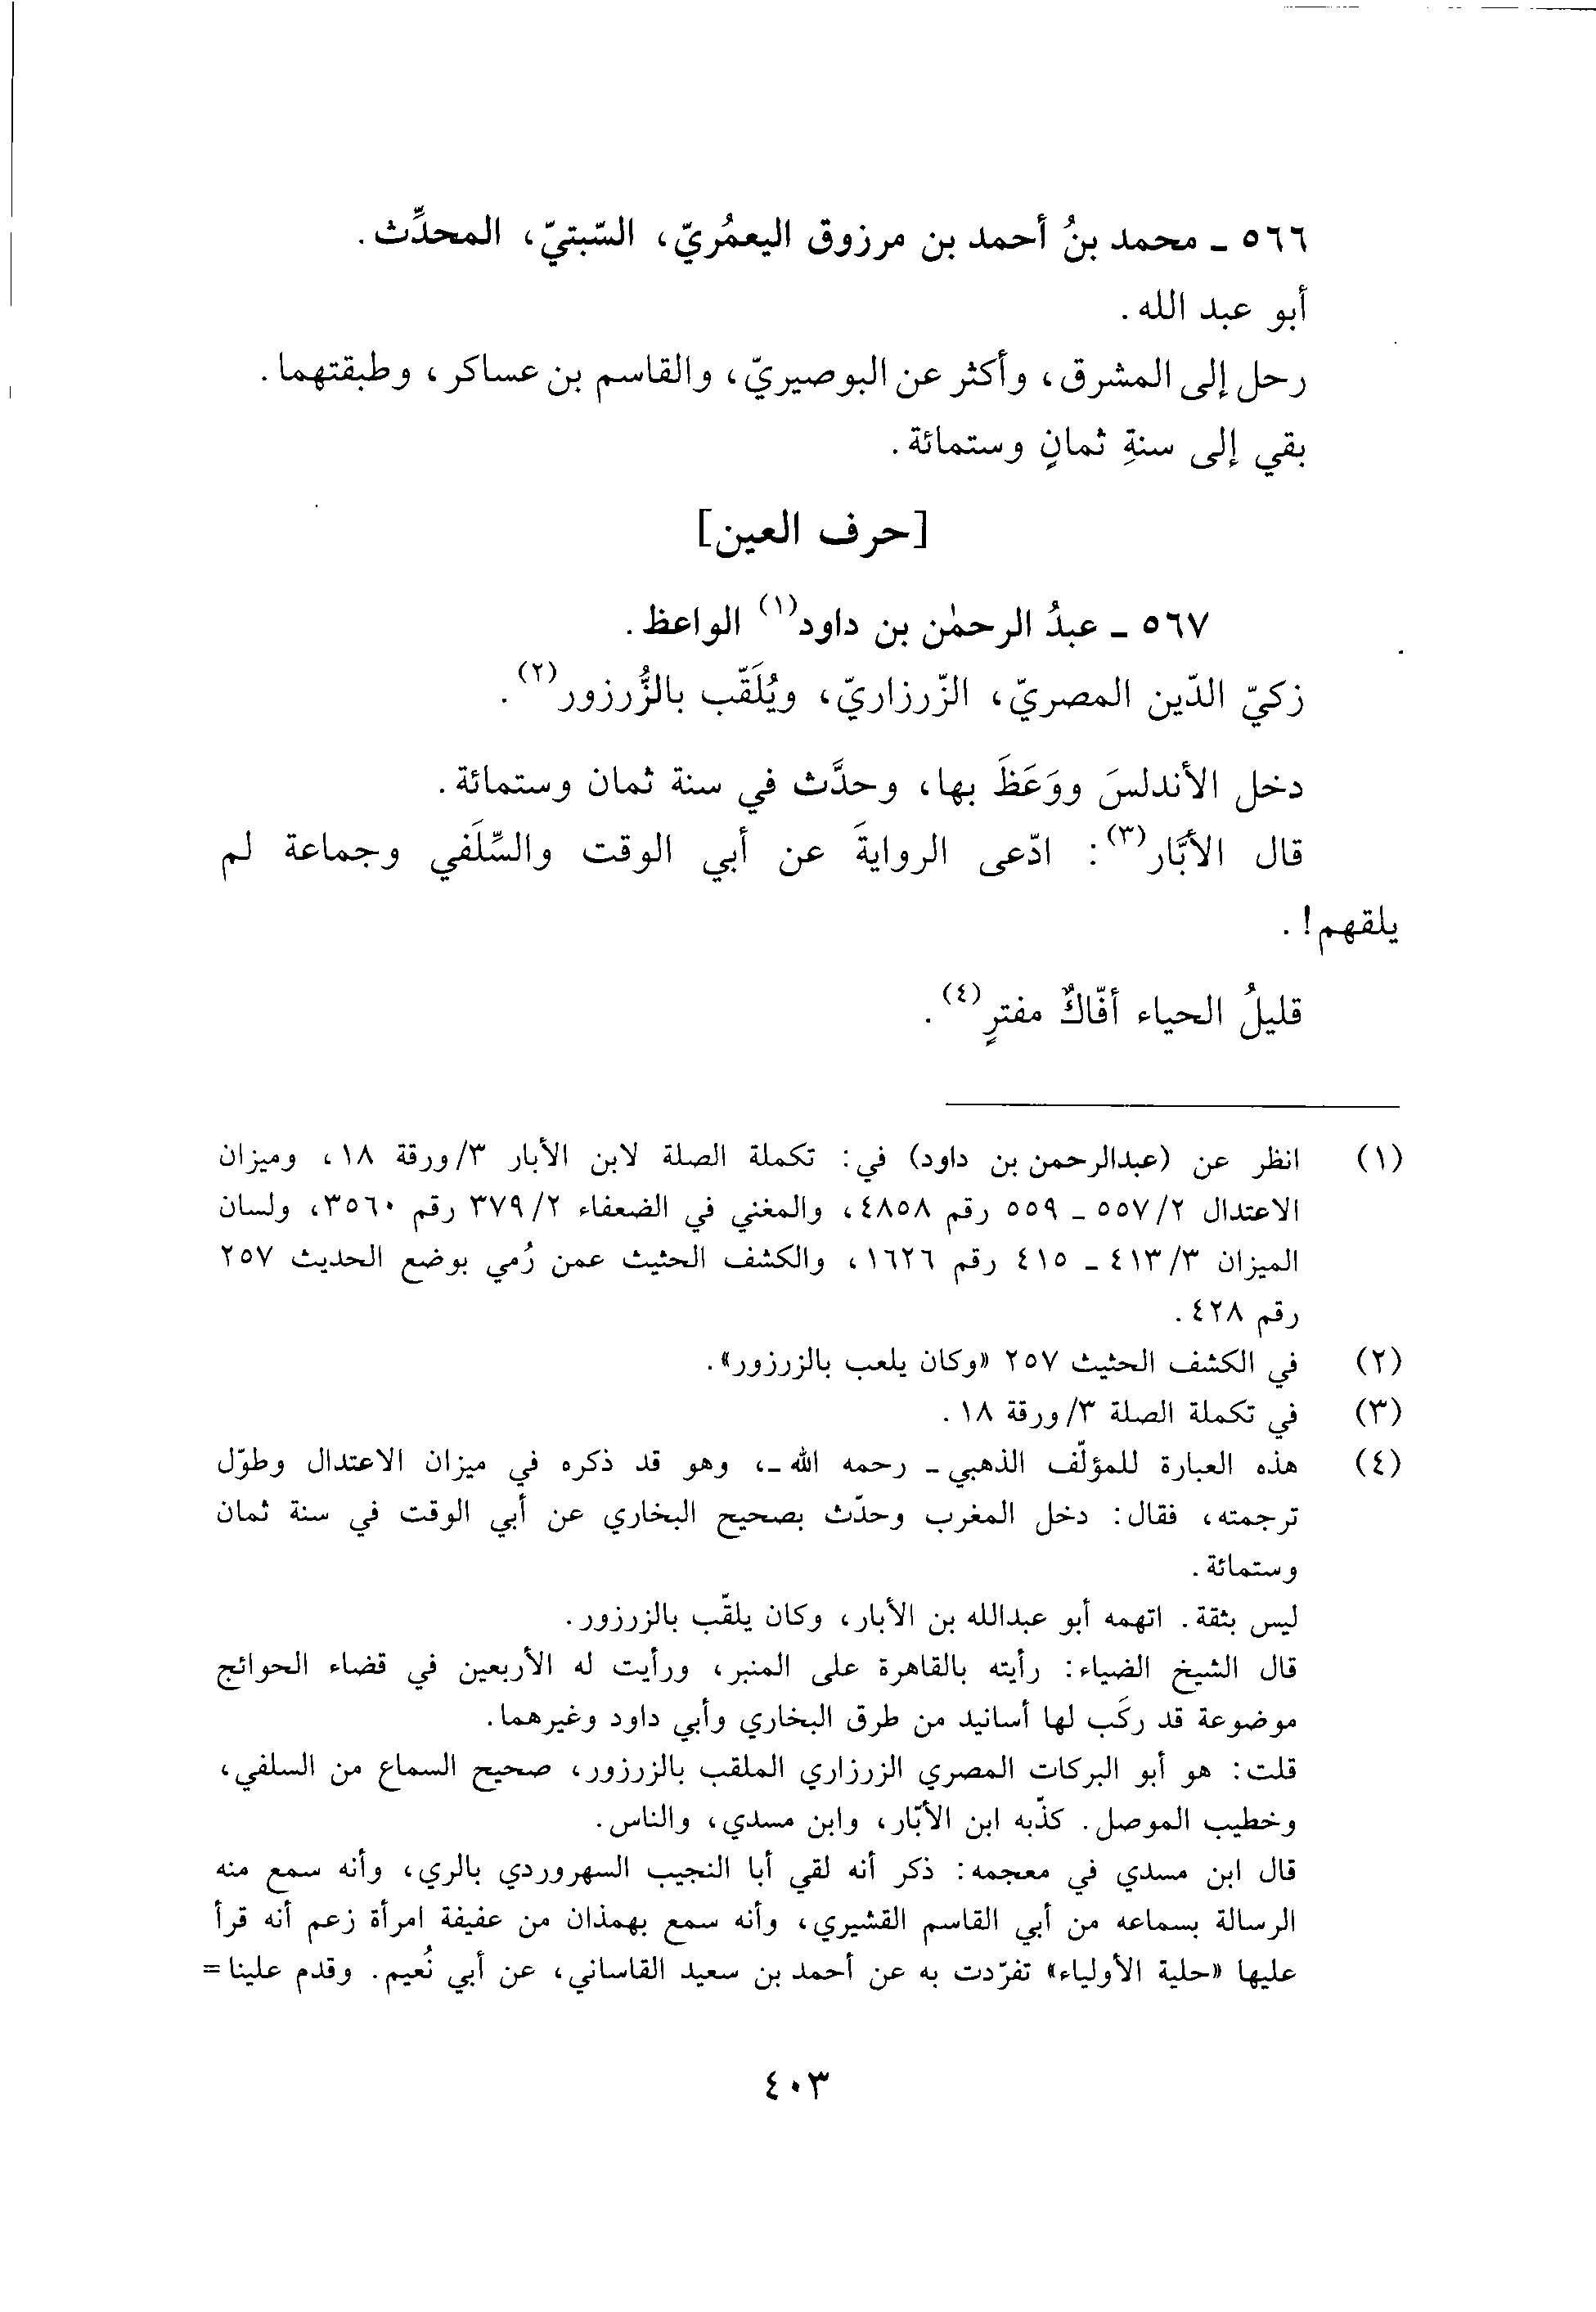 ٥٦٦ ـ محمد بنُ أحمد بن مرزوق اليعمُريّ، السّبتيّ، المحدِّث.
أبو عبد الله.
رحل إلى المشرق، وأكثر عن البوصيريّ، والقاسم بن عساكر، وطبقتهما.
بقي إلى سنةِ ثمانٍ وستمائة.
[حرف العين]
٥٦٧ ـ عبدُ الرحمٰن بن داود(١) الواعظ.
زكيّ الدّين المصريّ، الزّرزاريّ، ويُلَقّب بالزُّرزور(٢).
دخل الأندلسَ ووَعَظَ بها، وحدَّث في سنة ثمان وستمائة.
قال الأبَّار(٣): ادّعى الروايةَ عن أبي الوقت والسِّلَفي وجماعة لم
يلقهم!.
قليلُ الحياء أفّاكٌ مفترٍ(٤).
(١) انظر عن (عبدالرحمن بن داود) في: تكملة الصلة لابن الأبار ٣/ورقة ١٨، وميزان
الاعتدال ٢/٥٥٧ ـ ٥٥٩ رقم ٤٨٥٨، والمغني في الضعفاء ٢/٣٧٩ رقم ٣٥٦٠، ولسان
الميزان ٣/٤١٣ ـ ٤١٥ رقم ١٦٢٦، والكشف الحثيث عمن رُمي بوضع الحديث ٢٥٧
رقم ٤٢٨.
(٢) في الكشف الحثيث ٢٥٧ «وكان يلعب بالزرزور».
(٣) في تكملة الصلة ٣/ورقة ١٨.
(٤) هذه العبارة للمؤلّف الذهبي ـ رحمه الله ـ، وهو قد ذكره في ميزان الاعتدال وطوّل
ترجمته، فقال: دخل المغرب وحدّث بصحيح البخاري عن أبي الوقت في سنة ثمان
وستمائة.
ليس بثقة. اتهمه أبو عبدالله بن الأبار، وكان يلقّب بالزرزور.
قال الشيخ الضياء: رأيته بالقاهرة على المنبر، ورأيت له الأربعين في قضاء الحوائج
موضوعة قد ركَب لها أسانيد من طرق البخاري وأبي داود وغيرهما.
قلت: هو أبو البركات المصري الزرزاري الملقب بالزرزور، صحيح السماع من السلفي،
وخطيب الموصل. كذّبه ابن الأبّار، وابن مسدي، والناس.
قال ابن مسدي في معجمه: ذكر أنه لقي أبا النجيب السهروردي بالري، وأنه سمع منه
الرسالة بسماعه من أبي القاسم القشيري، وأنه سمع بهمذان من عفيفة امرأة زعم أنه قرأ
عليها «حلية الأولياء» تفرّدت به عن أحمد بن سعيد القاساني، عن أبي نُعيم. وقدم علينا =
٤٠٣